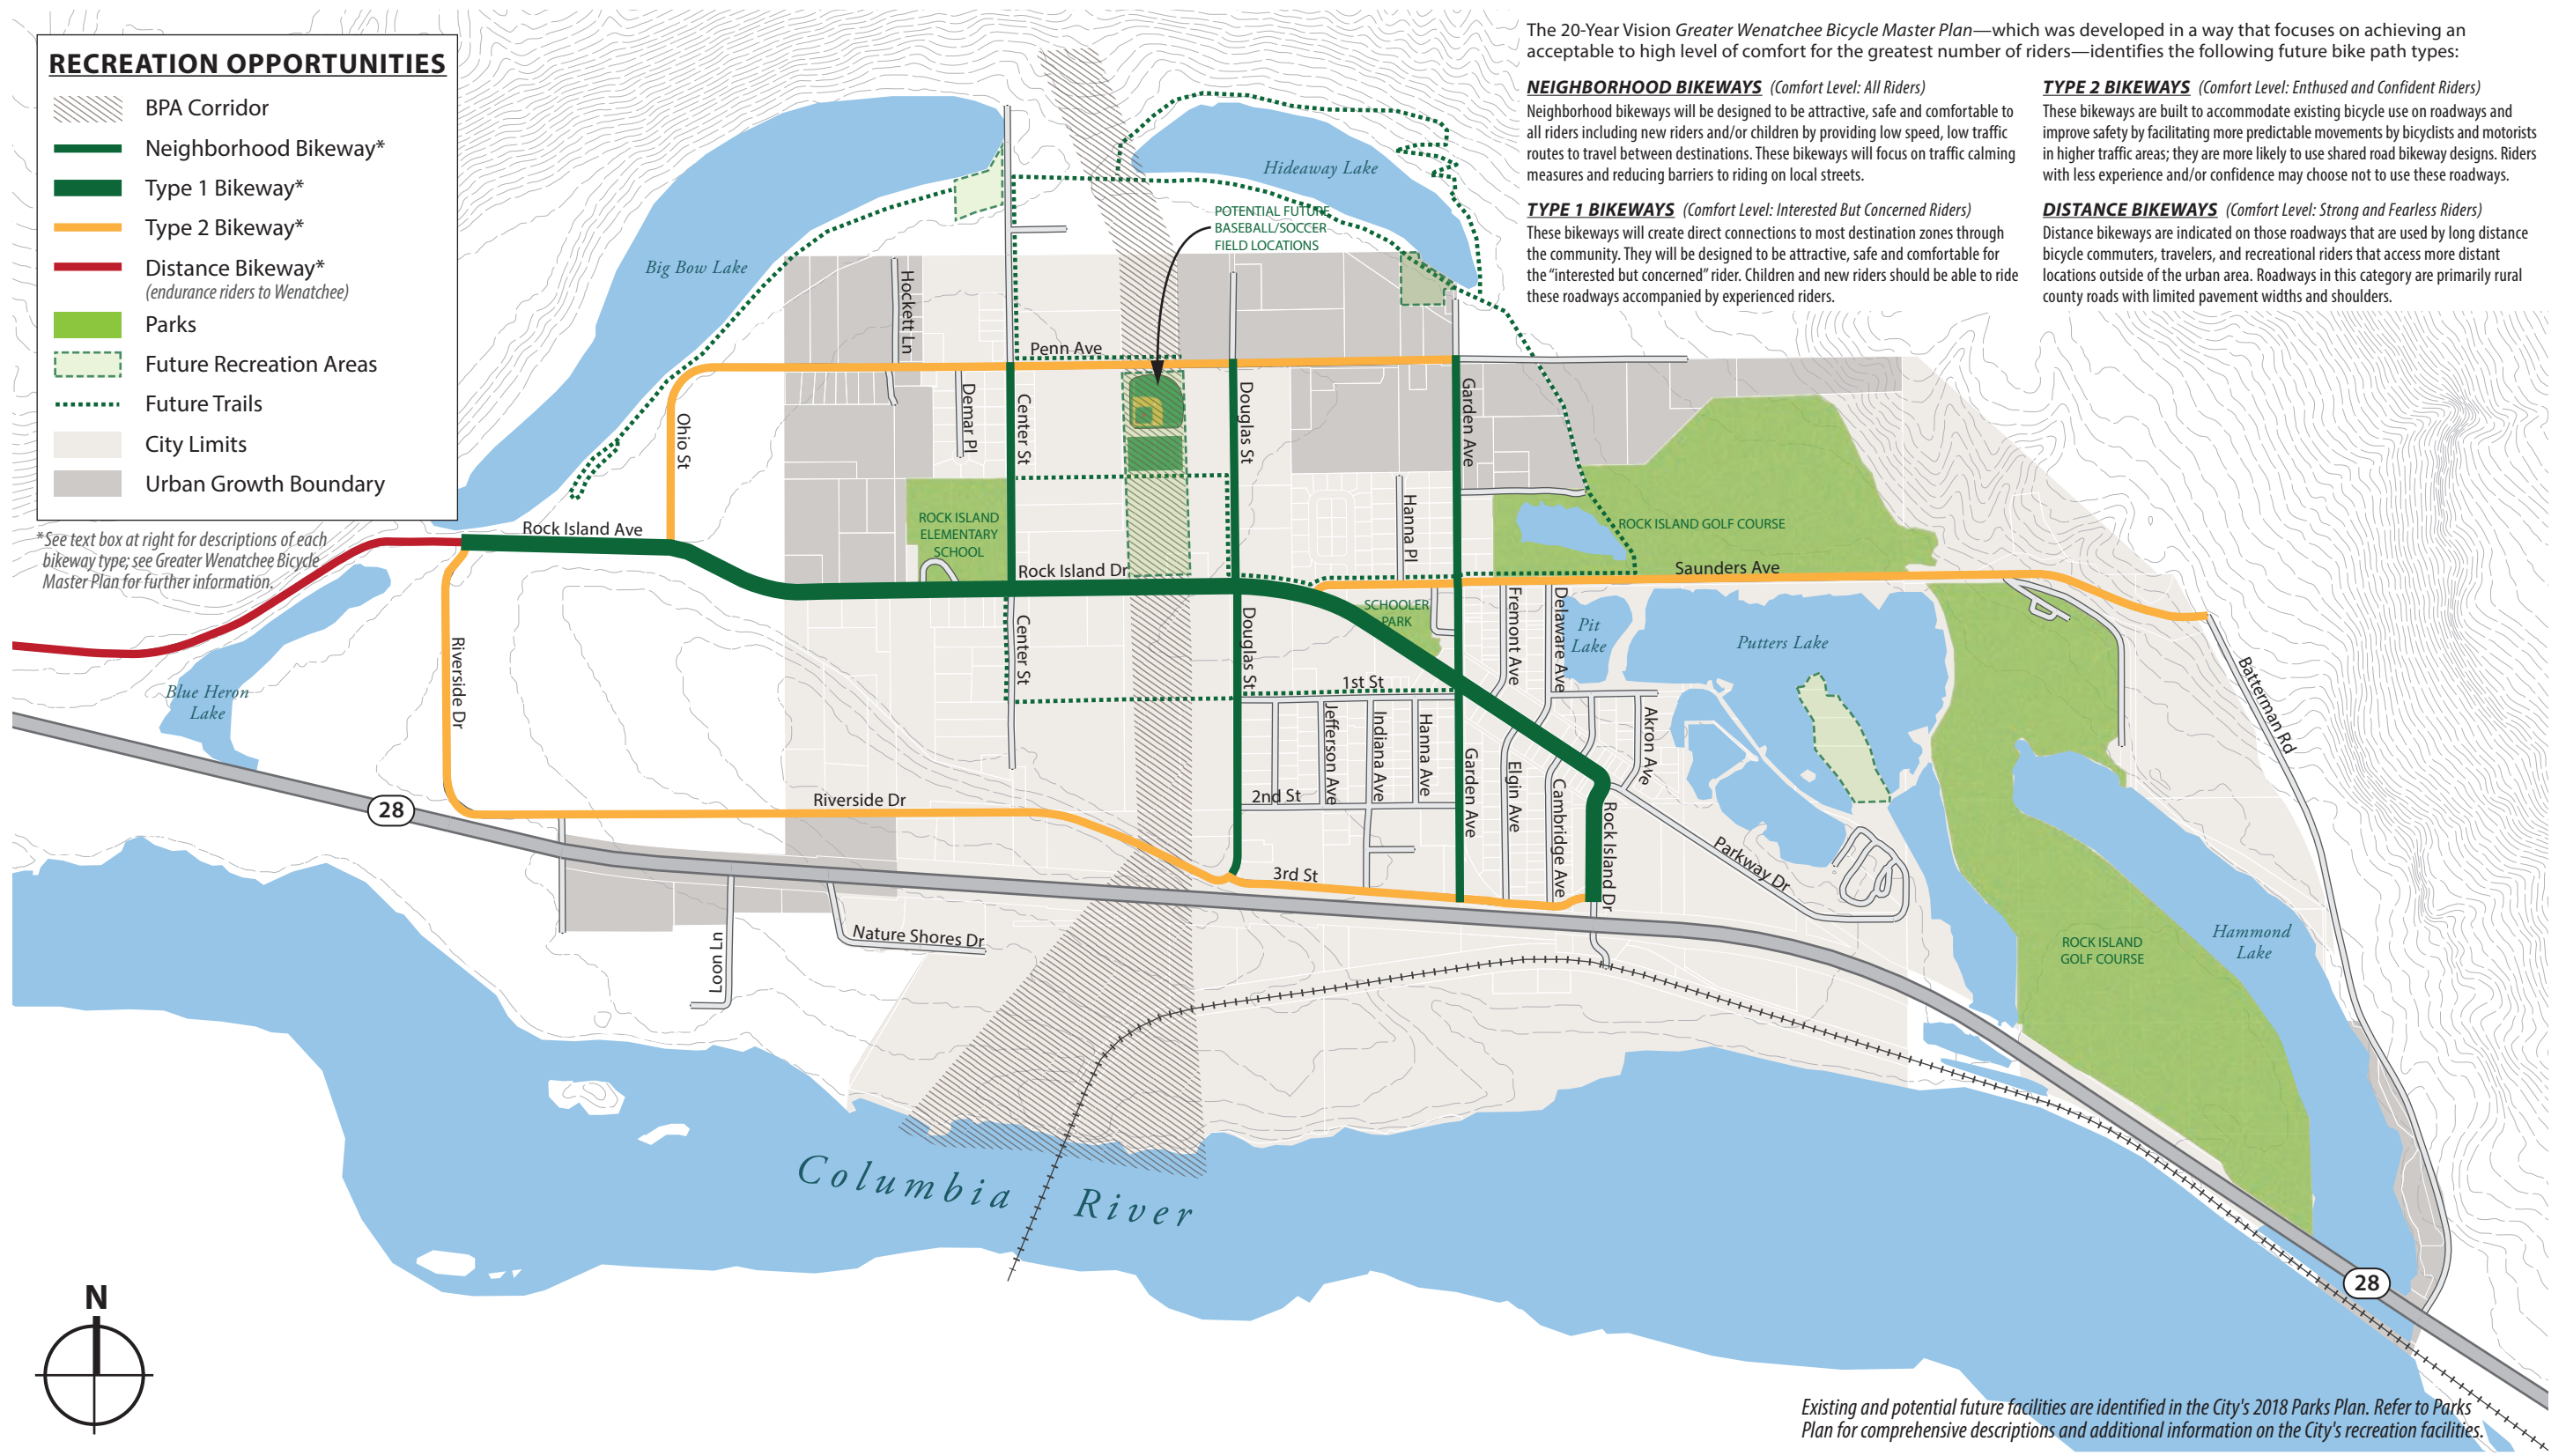 RECREATION OPPORTUNITIES
BPA Corridor
Neighborhood Bikeway*
Type 1 Bikeway*
Type 2 Bikeway*
Distance Bikeway*
(endurance riders to Wenatchee)
Parks
Future Recreation Areas
Future Trails
City Limits
Urban Growth Boundary
*See text box at right for descriptions of each
bikeway type; see Greater Wenatchee Bicycle
Master Plan for further information.
The 20-Year Vision Greater Wenatchee Bicycle Master Plan—which was developed in a way that focuses on achieving an
acceptable to high level of comfort for the greatest number of riders—identifies the following future bike path types:
NEIGHBORHOOD BIKEWAYS (Comfort Level: All Riders)
Neighborhood bikeways will be designed to be attractive, safe and comfortable to
all riders including new riders and/or children by providing low speed, low traffic
routes to travel between destinations. These bikeways will focus on traffic calming
measures and reducing barriers to riding on local streets.
TYPE 1 BIKEWAYS (Comfort Level: Interested But Concerned Riders)
These bikeways will create direct connections to most destination zones through
the community. They will be designed to be attractive, safe and comfortable for
the “interested but concerned” rider. Children and new riders should be able to ride
these roadways accompanied by experienced riders.
TYPE 2 BIKEWAYS (Comfort Level: Enthused and Confident Riders)
These bikeways are built to accommodate existing bicycle use on roadways and
improve safety by facilitating more predictable movements by bicyclists and motorists
in higher traffic areas; they are more likely to use shared road bikeway designs. Riders
with less experience and/or confidence may choose not to use these roadways.
DISTANCE BIKEWAYS (Comfort Level: Strong and Fearless Riders)
Distance bikeways are indicated on those roadways that are used by long distance
bicycle commuters, travelers, and recreational riders that access more distant
locations outside of the urban area. Roadways in this category are primarily rural
county roads with limited pavement widths and shoulders.
Hideaway Lake
POTENTIAL FUTURE
BASEBALL/SOCCER
FIELD LOCATIONS
Big Bow Lake
Hockett Ln
Penn Ave
Demar Pl
Center St
Douglas St
Garden Ave
Ohio St
Hanna Pl
ROCK ISLAND
ELEMENTARY
SCHOOL
ROCK ISLAND GOLF COURSE
Rock Island Ave
Rock Island Dr
Saunders Ave
SCHOOLER
PARK
Fremont Ave
Delaware Ave
Pit
Lake
Putters Lake
Center St
Douglas St
Riverside Dr
Blue Heron
Lake
1st St
Batterman Rd
Jefferson Ave
Indiana Ave
Hanna Ave
Akron Ave
Garden Ave
Elgin Ave
Cambridge Ave
Rock Island Dr
2nd St
Riverside Dr
28
Parkway Dr
3rd St
Nature Shores Dr
Loon Ln
Hammond
Lake
ROCK ISLAND
GOLF COURSE
Columbia River
28
N
Existing and potential future facilities are identified in the City's 2018 Parks Plan. Refer to Parks
Plan for comprehensive descriptions and additional information on the City's recreation facilities.